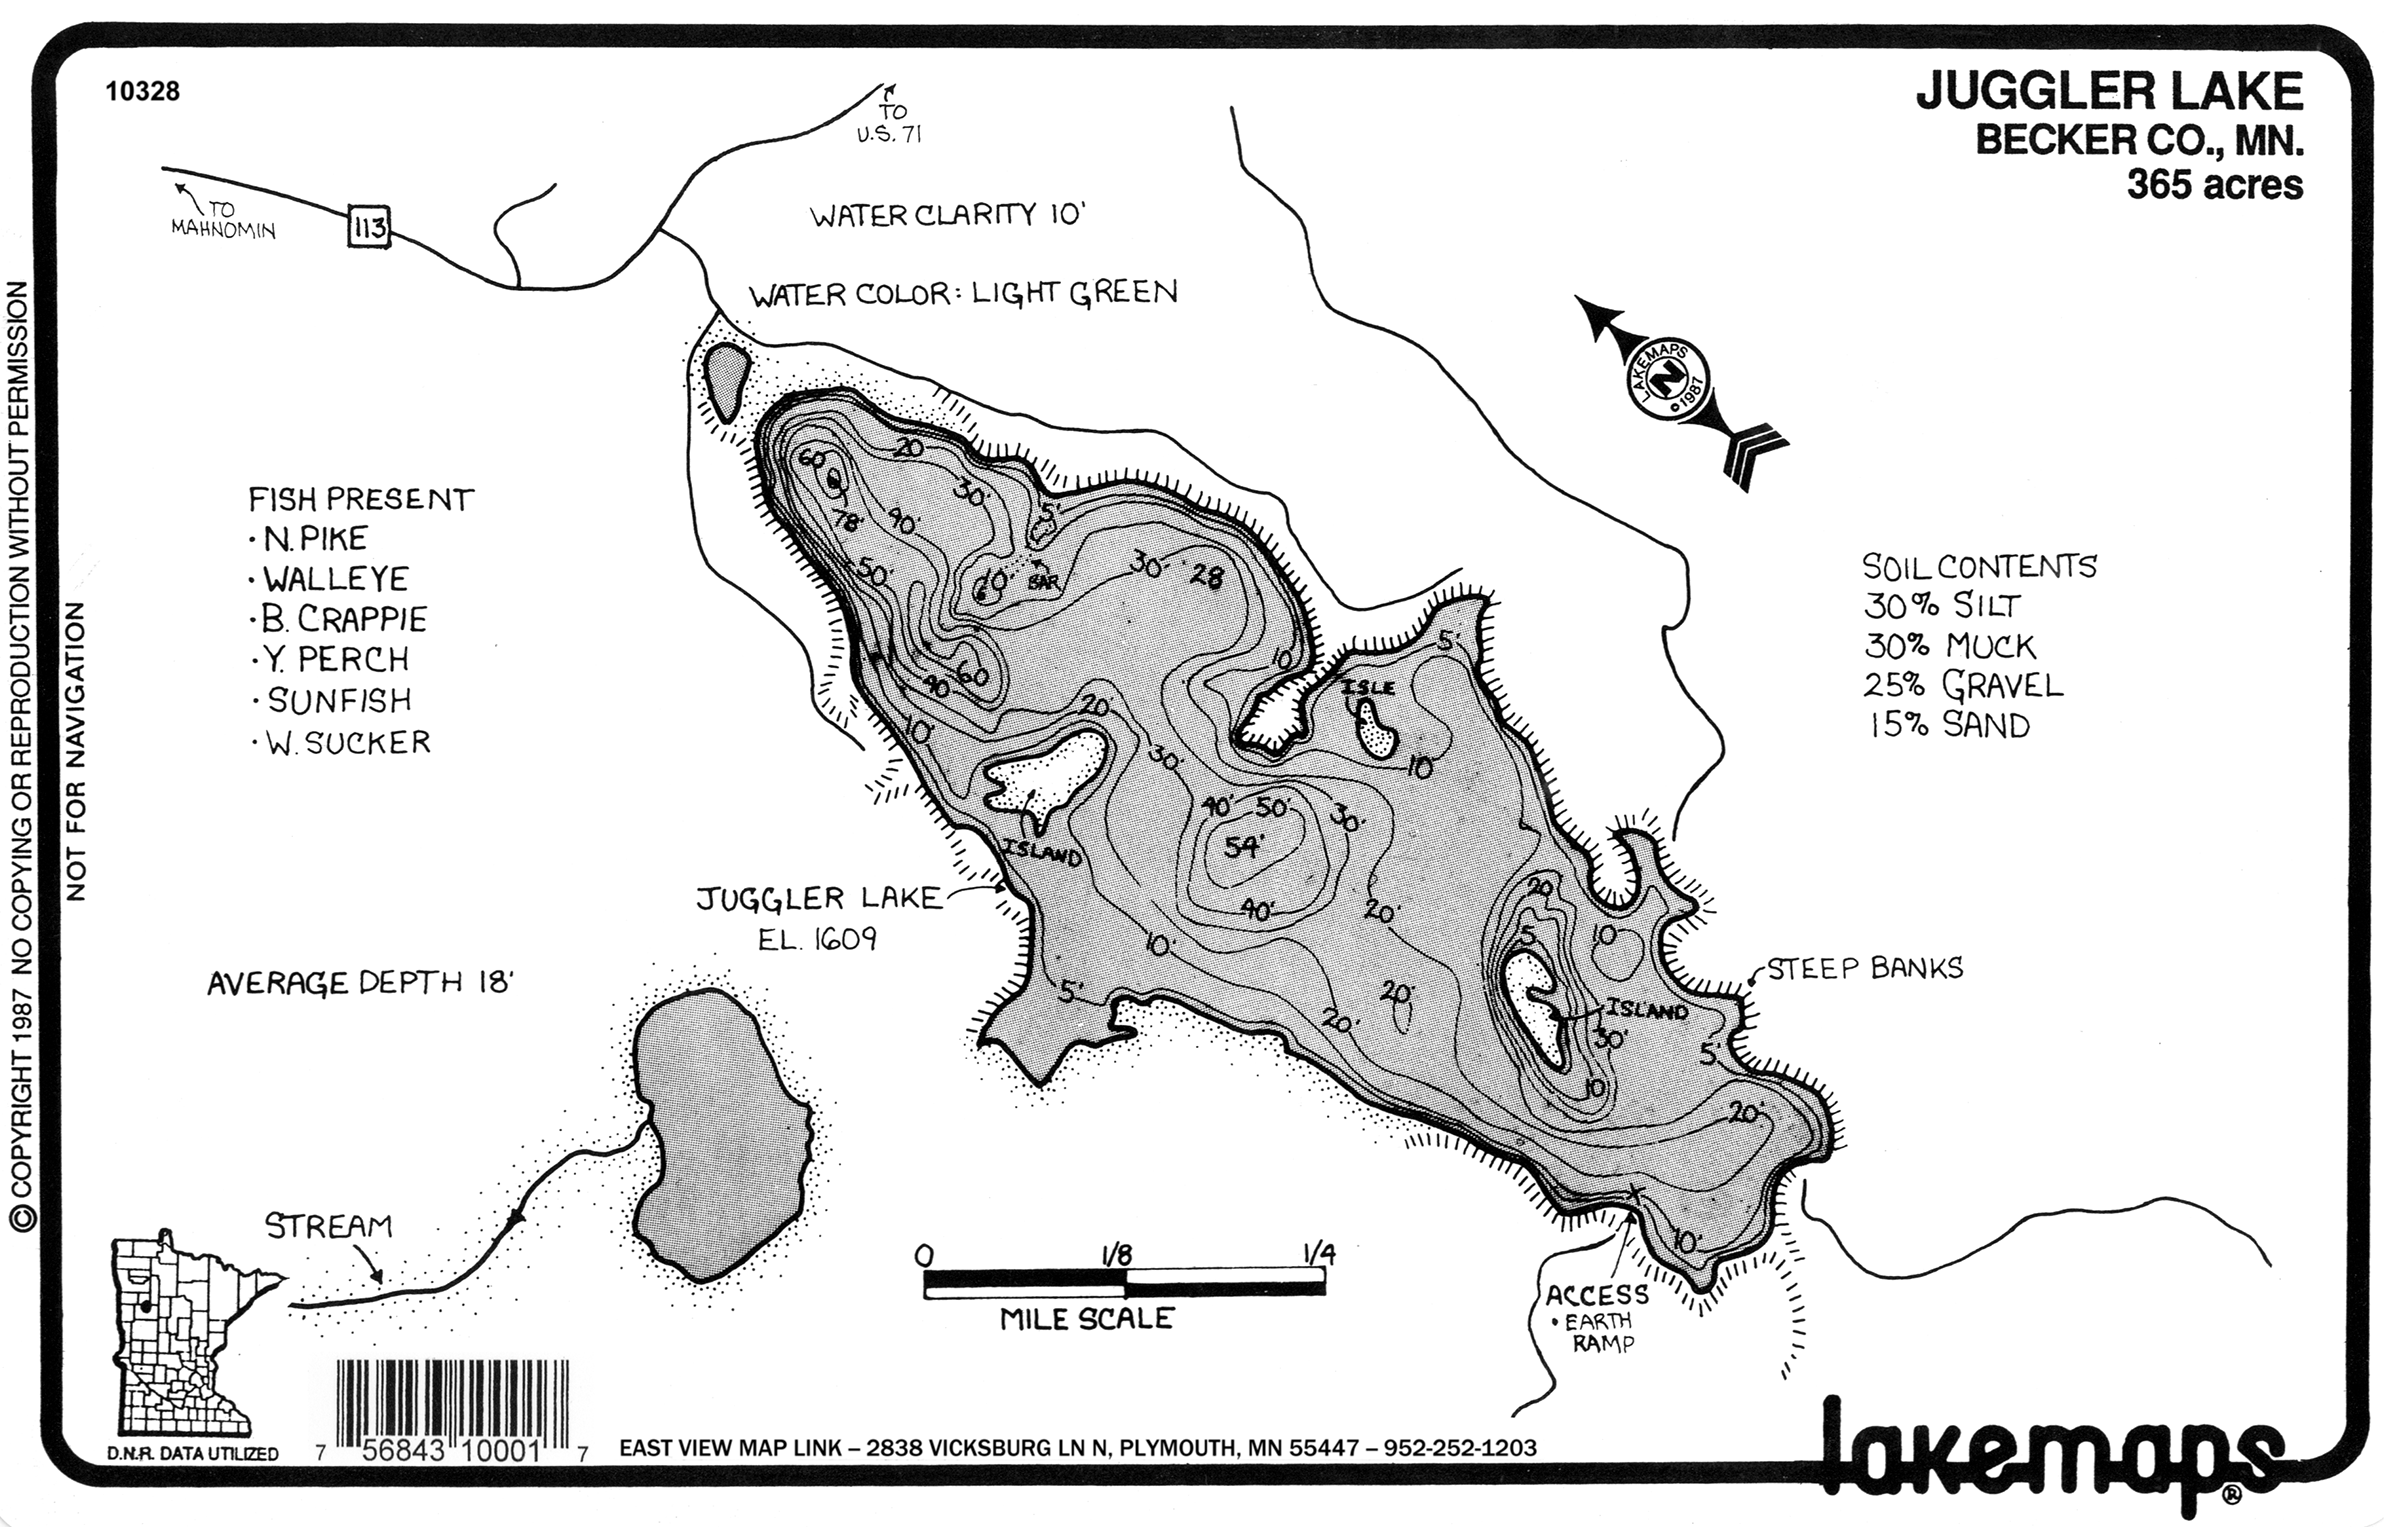 10328
JUGGLER LAKE
BECKER CO., MN.
365 acres
TO
U.S. 71
TO
MAHNOMIN
113
WATER CLARITY 10'
WATER COLOR: LIGHT GREEN
LAKEMAPS
N
©1987
FISH PRESENT
· N. PIKE
· WALLEYE
· B. CRAPPIE
· Y. PERCH
· SUNFISH
· W. SUCKER
SOIL CONTENTS
30% SILT
30% MUCK
25% GRAVEL
15% SAND
60
20
30'
78'
40'
5'
50'
60'
BAR
30'
28
10
5'
40
60
ISLE
10'
20'
30'
10'
40'
50'
30'
54'
ISLAND
JUGGLER LAKE
EL. 1609
40'
20'
20'
5
10
10'
STEEP BANKS
5'
20'
20'
ISLAND
30'
5'
10
20'
10'
AVERAGE DEPTH 18'
STREAM
0 1/8 1/4
MILE SCALE
ACCESS
· EARTH
RAMP
D.N.R. DATA UTILIZED
7 56843 10001 7
EAST VIEW MAP LINK – 2838 VICKSBURG LN N, PLYMOUTH, MN 55447 – 952-252-1203
lakemaps®
© COPYRIGHT 1987 NO COPYING OR REPRODUCTION WITHOUT PERMISSION
NOT FOR NAVIGATION